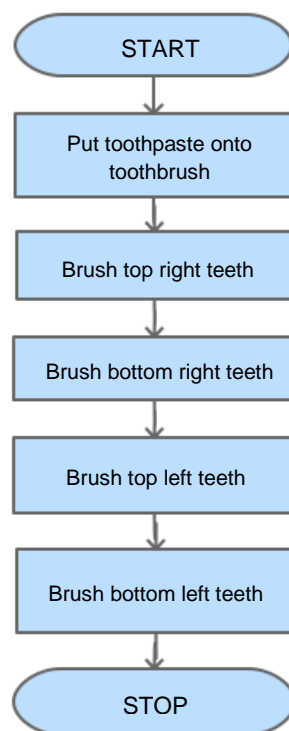 START
Put toothpaste onto
toothbrush
Brush top right teeth
Brush bottom right teeth
Brush top left teeth
Brush bottom left teeth
STOP